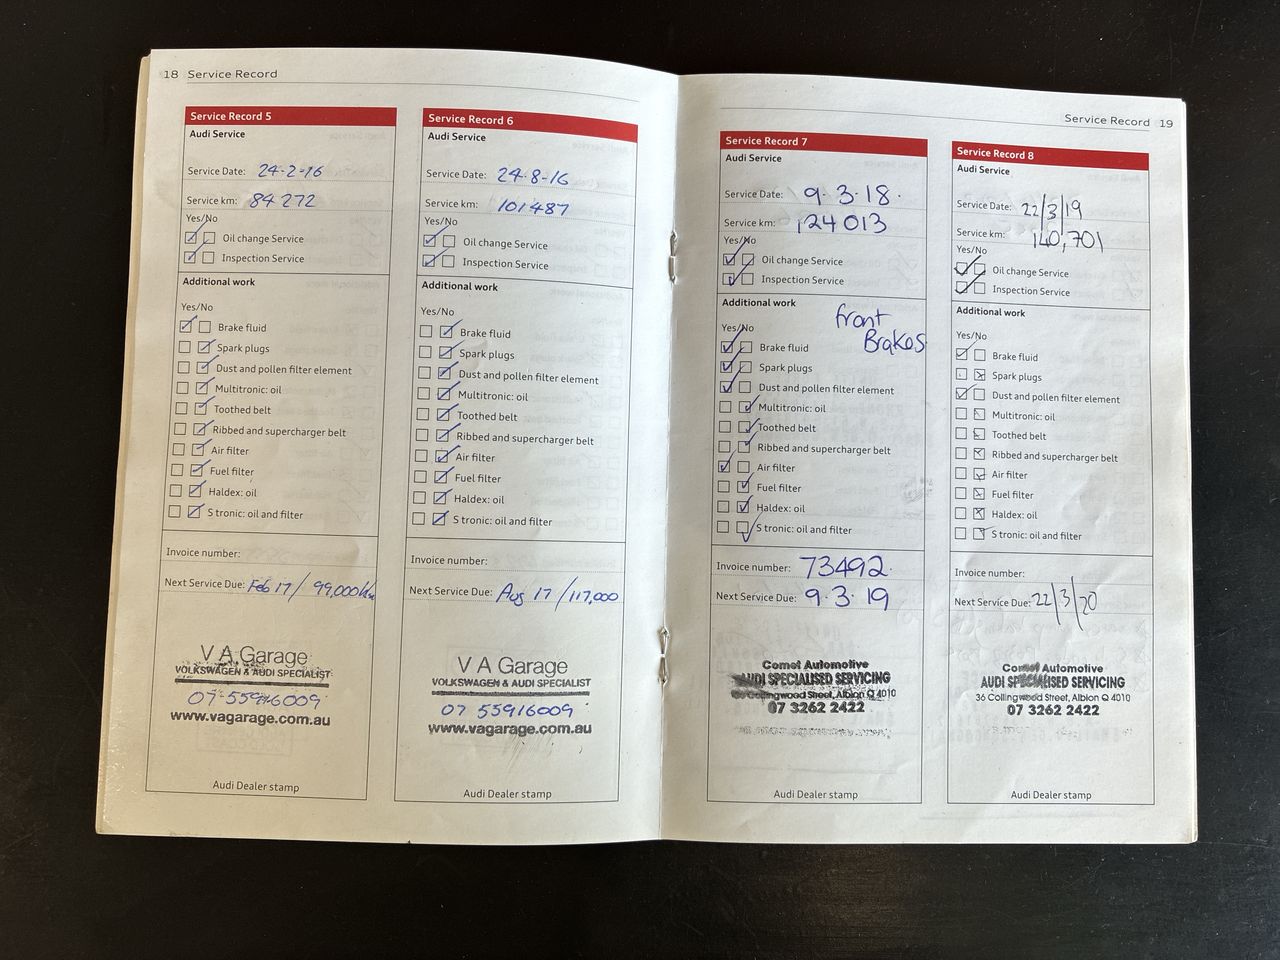 18 Service Record
Service Record 5
Audi Service
Service Date: 24-2-16
Service km: 84 272
Yes/No
Oil change Service
Inspection Service
Additional work
Yes/No
Brake fluid
Spark plugs
Dust and pollen filter element
Multitronic: oil
Toothed belt
Ribbed and supercharger belt
Air filter
Fuel filter
Haldex: oil
S tronic: oil and filter
Invoice number:
Next Service Due: Feb 17 / 99,000 km
V A Garage
VOLKSWAGEN & AUDI SPECIALIST
07 55916009
www.vagarage.com.au
Audi Dealer stamp
Service Record 6
Audi Service
Service Date: 24-8-16
Service km: 101487
Yes/No
Oil change Service
Inspection Service
Additional work
Yes/No
Brake fluid
Spark plugs
Dust and pollen filter element
Multitronic: oil
Toothed belt
Ribbed and supercharger belt
Air filter
Fuel filter
Haldex: oil
S tronic: oil and filter
Invoice number:
Next Service Due: Aug 17 / 117,000
V A Garage
VOLKSWAGEN & AUDI SPECIALIST
07 55916009
www.vagarage.com.au
Audi Dealer stamp
Service Record 19
Service Record 7
Audi Service
Service Date: 9.3.18.
Service km: 124013
Yes/No
Oil change Service
Inspection Service
Additional work
front
Brakes
Yes/No
Brake fluid
Spark plugs
Dust and pollen filter element
Multitronic: oil
Toothed belt
Ribbed and supercharger belt
Air filter
Fuel filter
Haldex: oil
S tronic: oil and filter
Invoice number: 73492.
Next Service Due: 9.3.19
Comet Automotive
AUDI SPECIALISED SERVICING
36 Collingwood Street, Albion Q 4010
07 3262 2422
Audi Dealer stamp
Service Record 8
Audi Service
Service Date: 22/3/19
Service km: 140,701
Yes/No
Oil change Service
Inspection Service
Additional work
Yes/No
Brake fluid
Spark plugs
Dust and pollen filter element
Multitronic: oil
Toothed belt
Ribbed and supercharger belt
Air filter
Fuel filter
Haldex: oil
S tronic: oil and filter
Invoice number:
Next Service Due: 22/3/20
Comet Automotive
AUDI SPECIALISED SERVICING
36 Collingwood Street, Albion Q 4010
07 3262 2422
Audi Dealer stamp